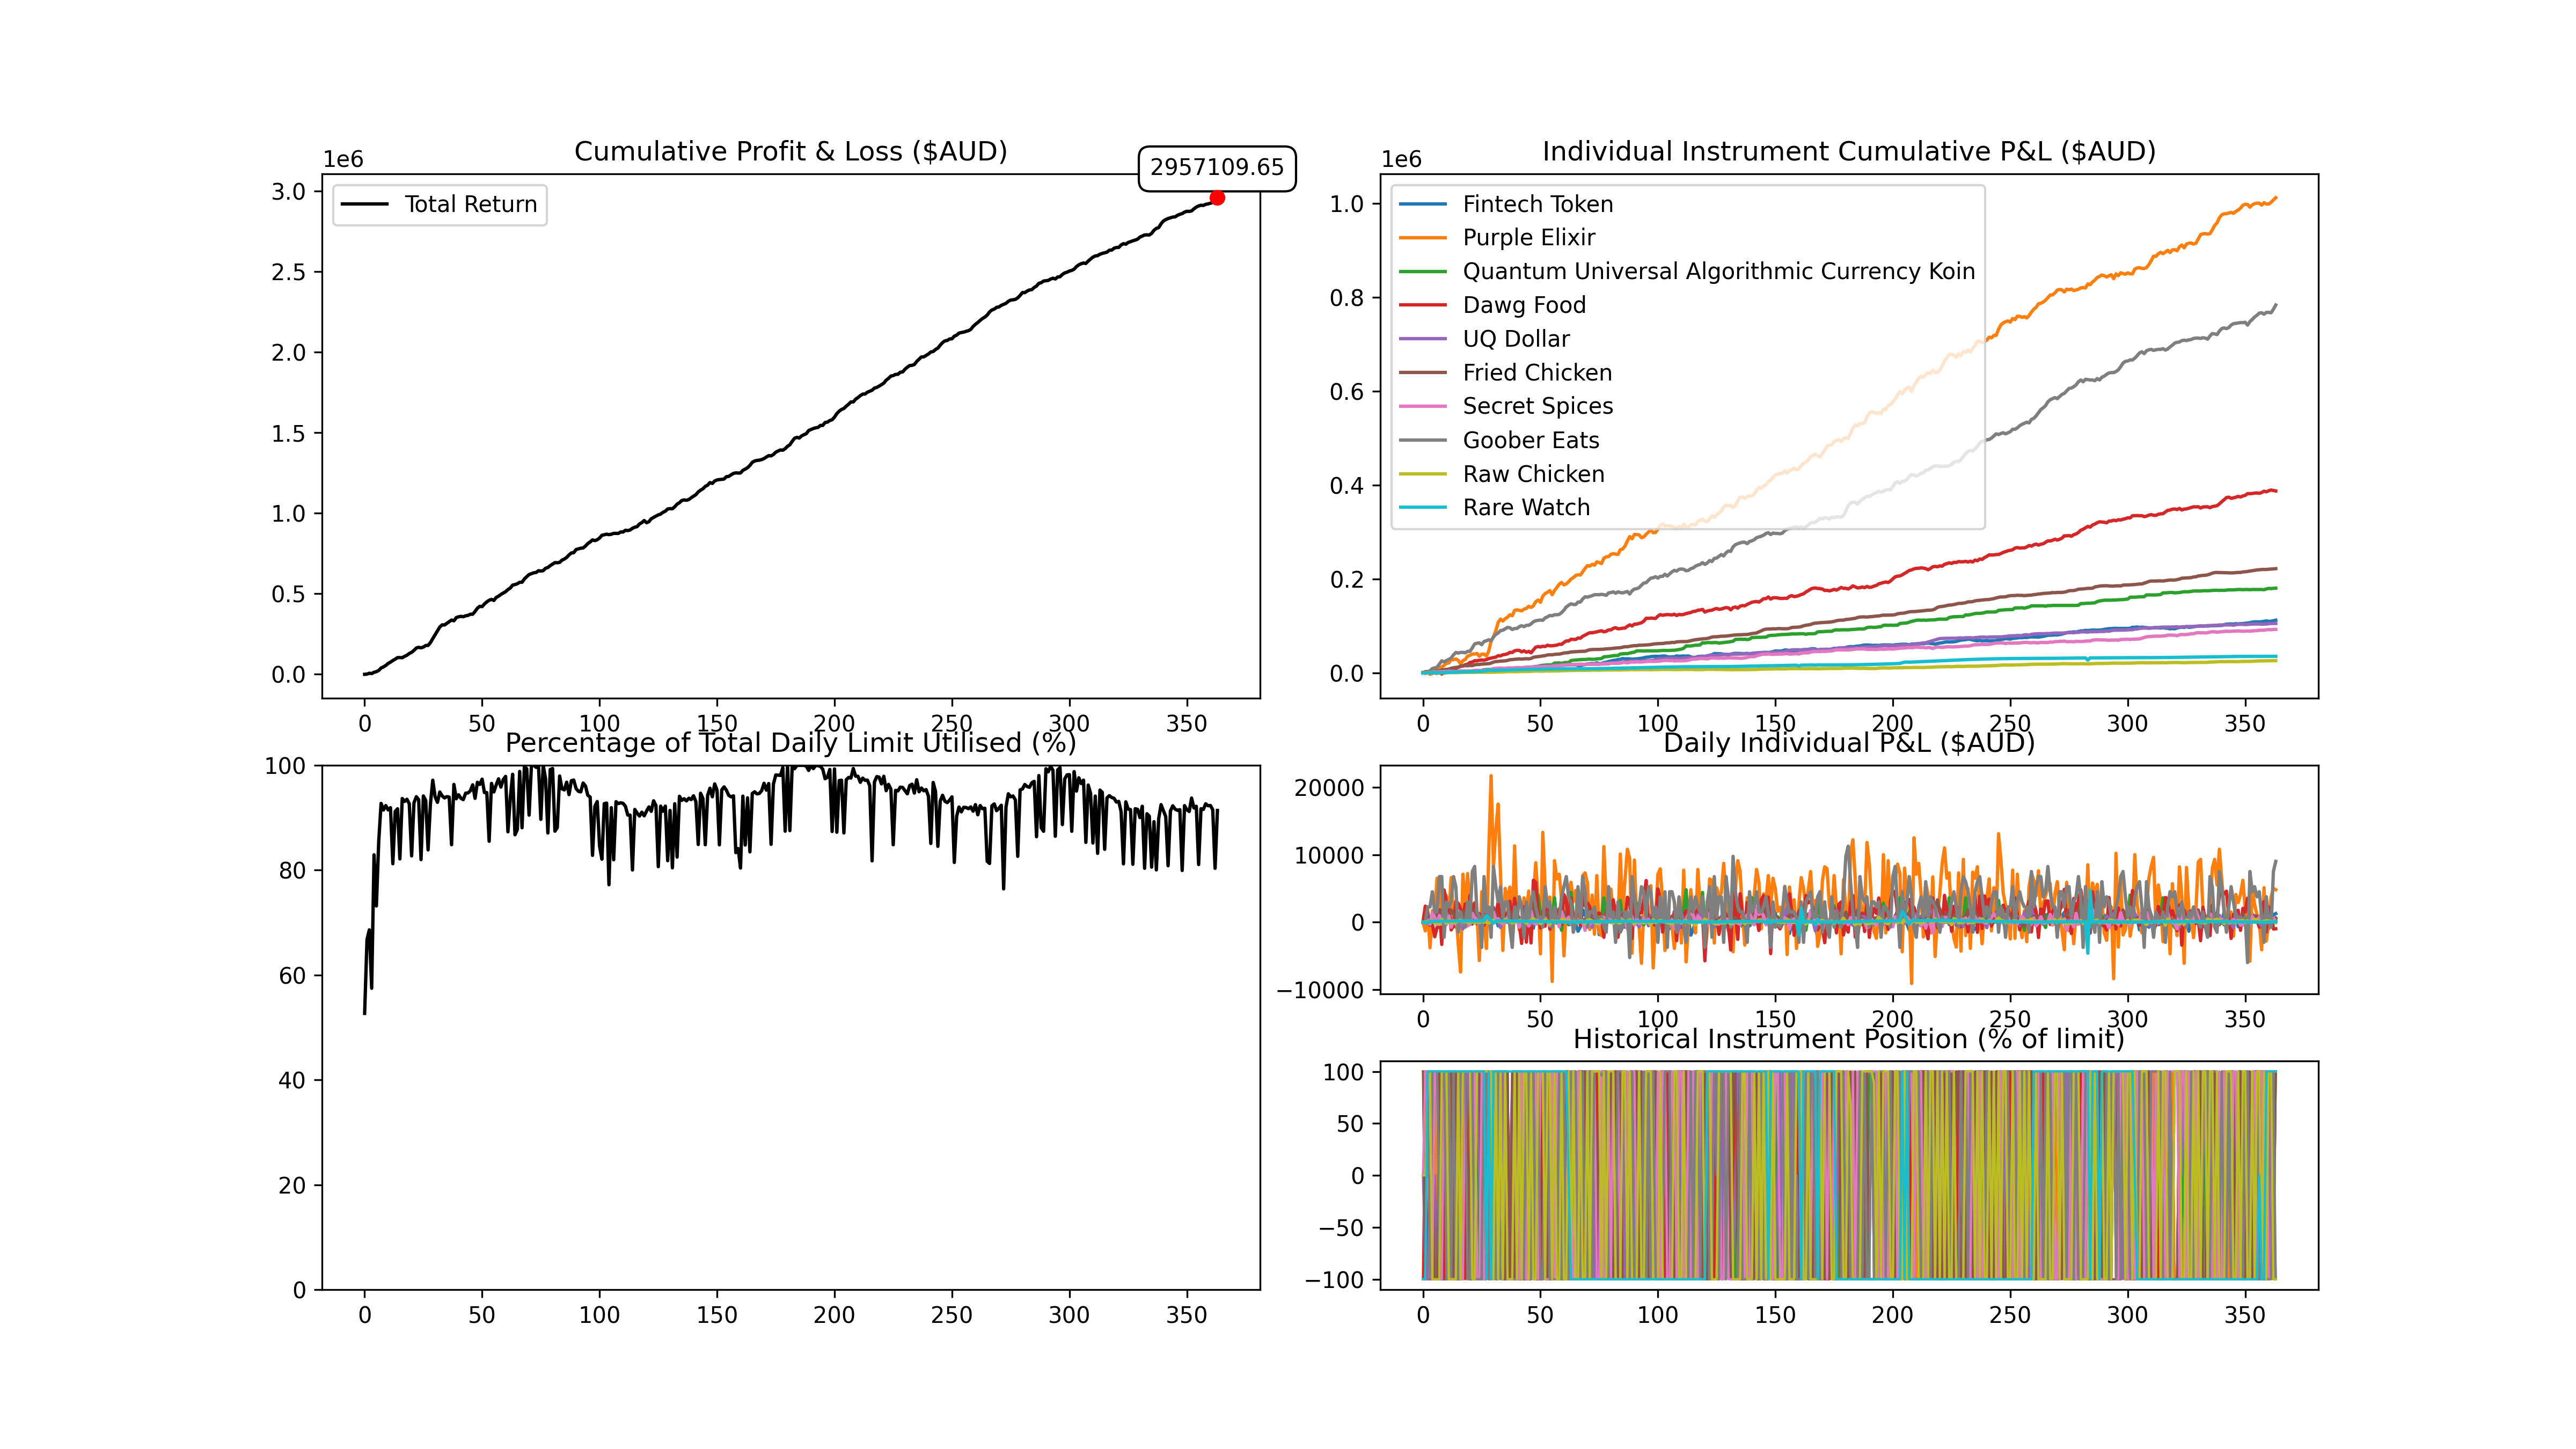 Cumulative Profit & Loss ($AUD)
1e6
2957109.65
Total Return
3.0
2.5
2.0
1.5
1.0
0.5
0.0
0 50 100 150 200 250 300 350
Individual Instrument Cumulative P&L ($AUD)
1e6
Fintech Token
Purple Elixir
Quantum Universal Algorithmic Currency Koin
Dawg Food
UQ Dollar
Fried Chicken
Secret Spices
Goober Eats
Raw Chicken
Rare Watch
1.0
0.8
0.6
0.4
0.2
0.0
0 50 100 150 200 250 300 350
Percentage of Total Daily Limit Utilised (%)
100
80
60
40
20
0
0 50 100 150 200 250 300 350
Daily Individual P&L ($AUD)
20000
10000
0
−10000
0 50 100 150 200 250 300 350
Historical Instrument Position (% of limit)
100
50
0
−50
−100
0 50 100 150 200 250 300 350